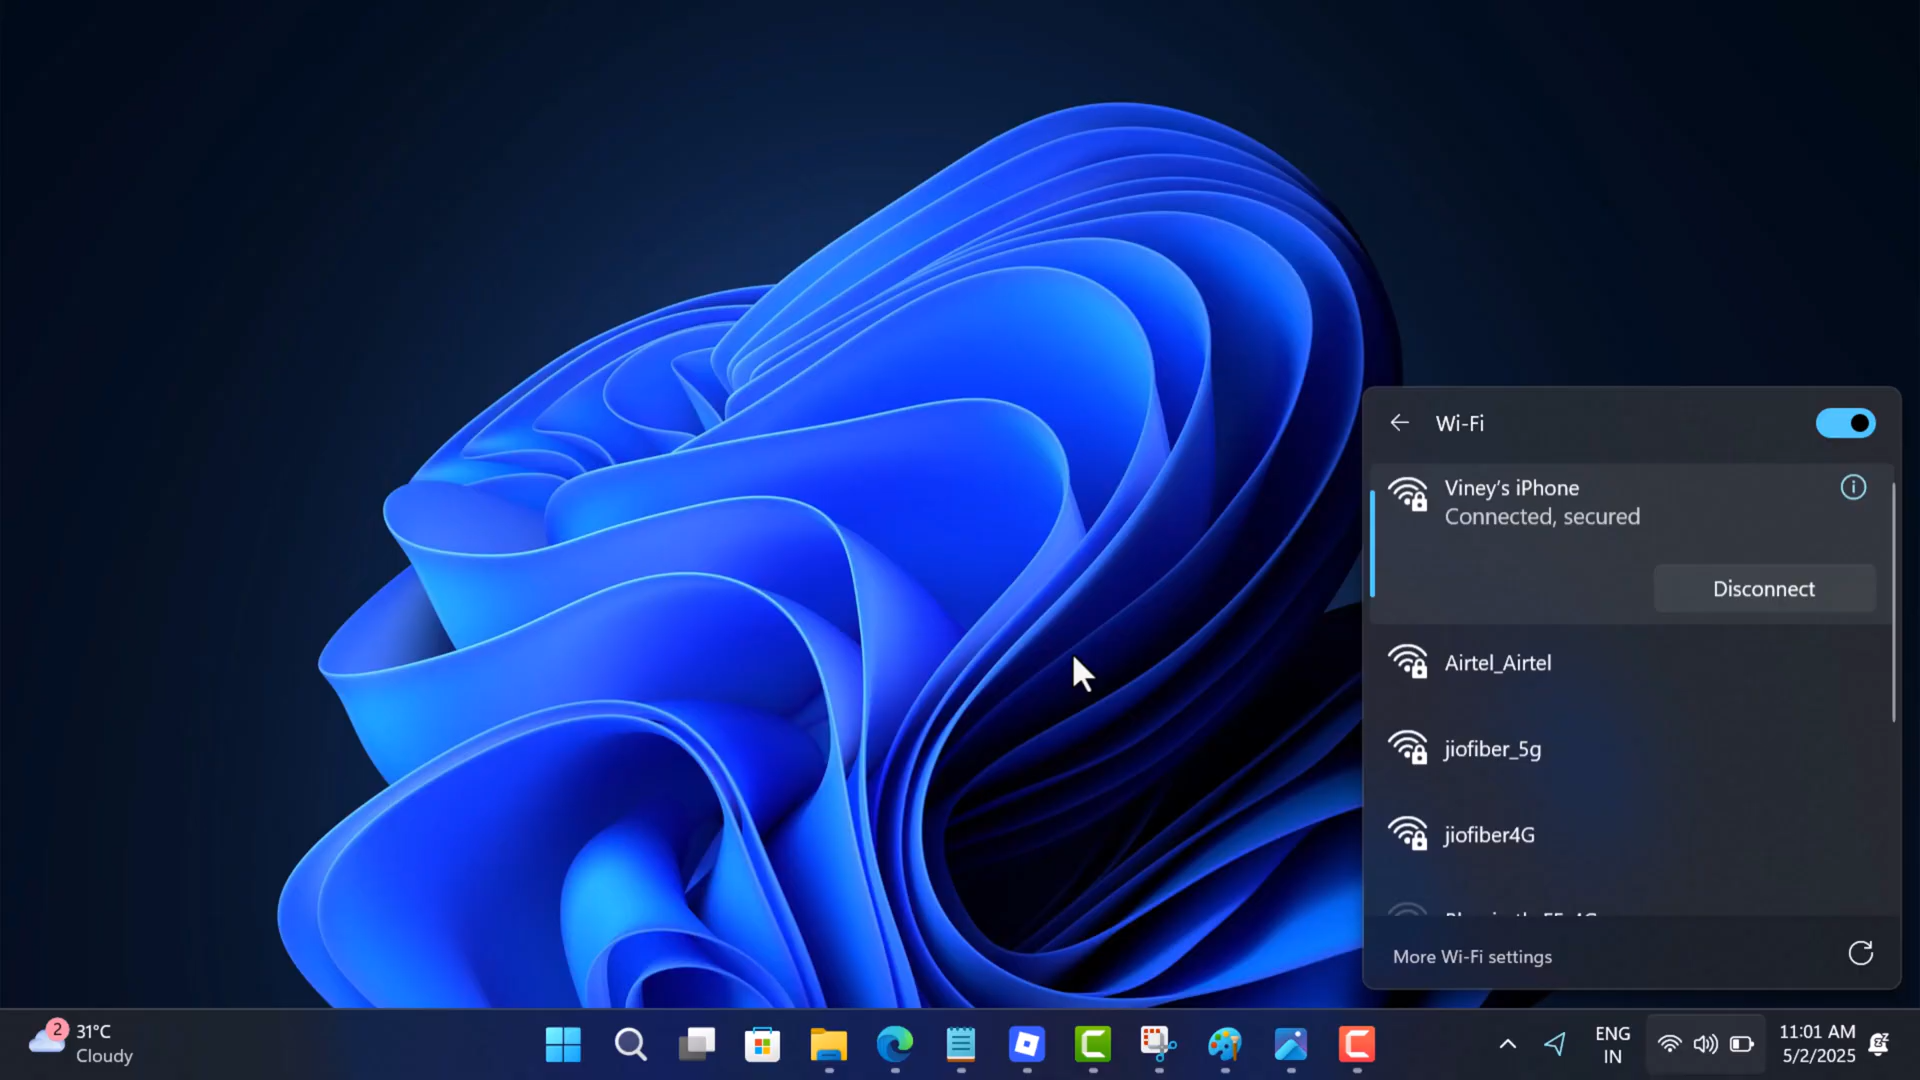 Wi-Fi
Viney's iPhone
Connected, secured
Disconnect
Airtel_Airtel
jiofiber_5g
jiofiber4G
More Wi-Fi settings
2
31°C
Cloudy
ENG
IN
11:01 AM
5/2/2025